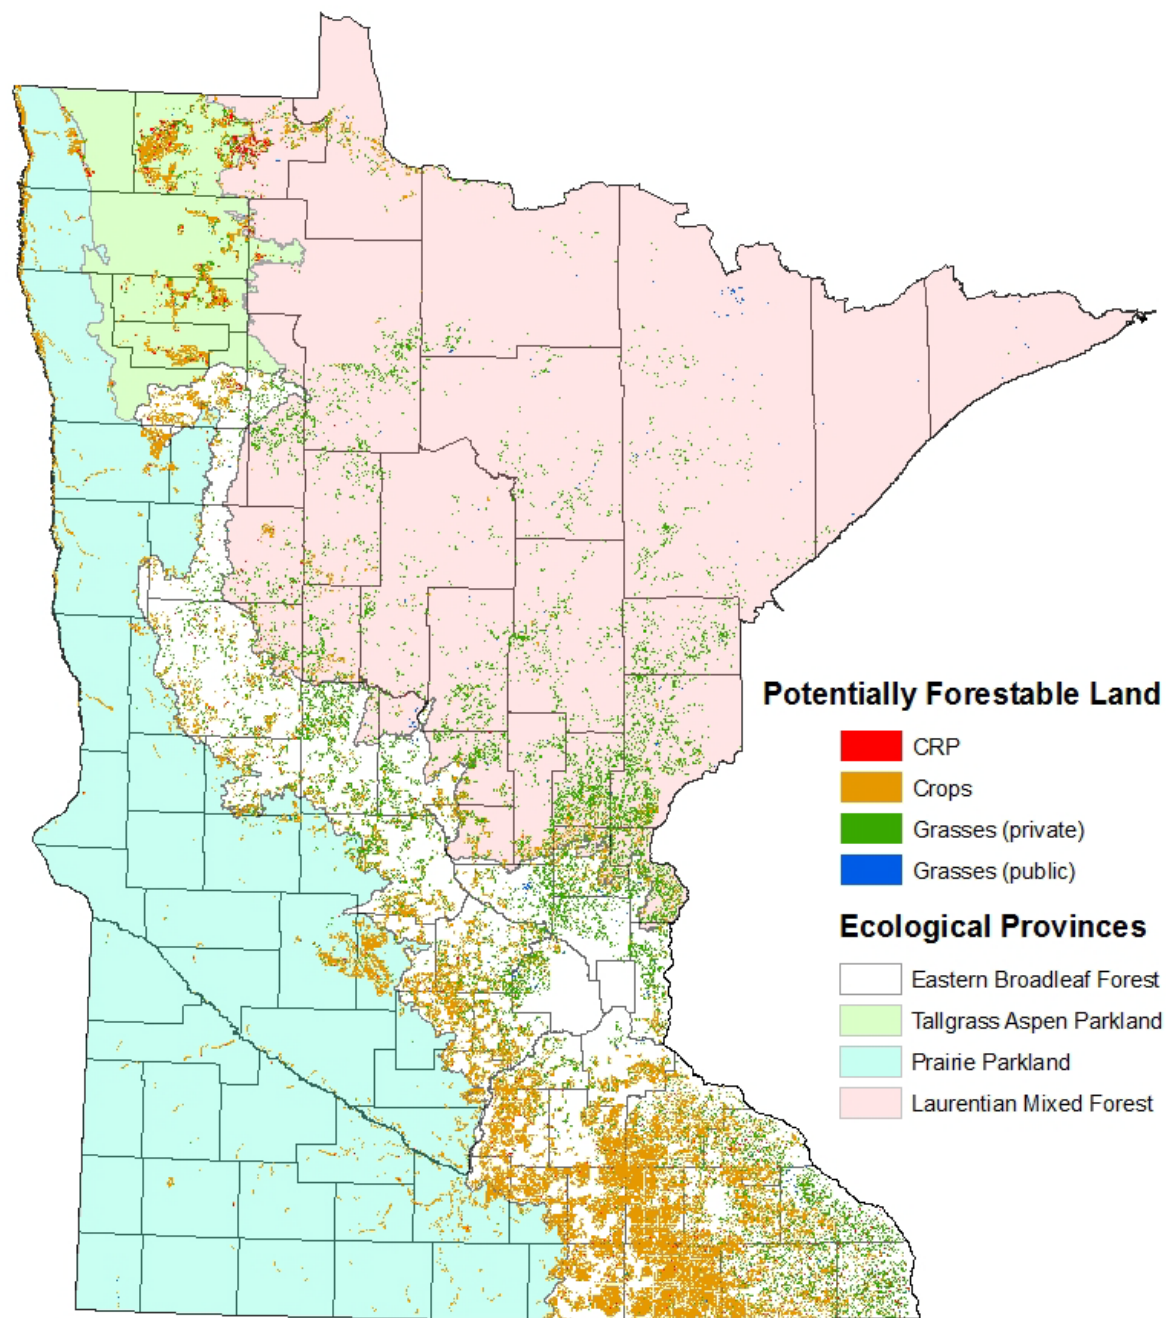 Potentially Forestable Land
CRP
Crops
Grasses (private)
Grasses (public)
Ecological Provinces
Eastern Broadleaf Forest
Tallgrass Aspen Parkland
Prairie Parkland
Laurentian Mixed Forest